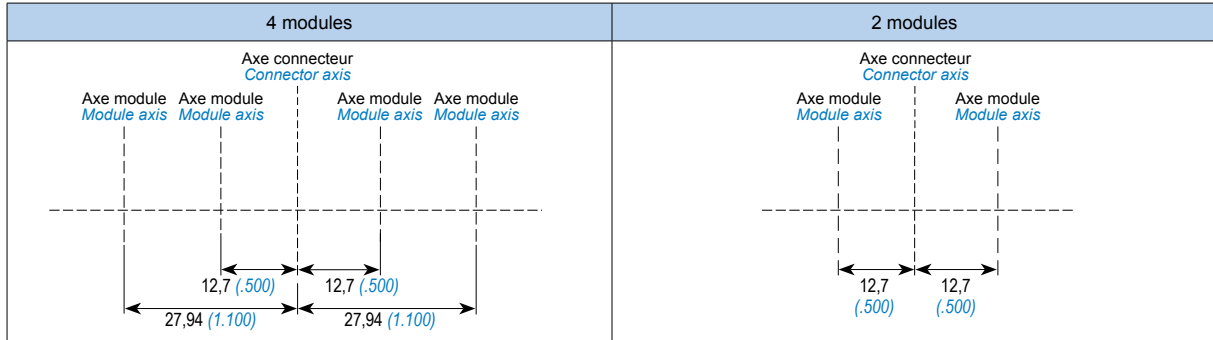 4 modules
2 modules
Axe connecteur
Connector axis
Axe module Axe module Axe module Axe module
Module axis Module axis Module axis Module axis
12,7 (.500) 12,7 (.500)
27,94 (1.100) 27,94 (1.100)
Axe connecteur
Connector axis
Axe module Axe module
Module axis Module axis
12,7 12,7
(.500) (.500)